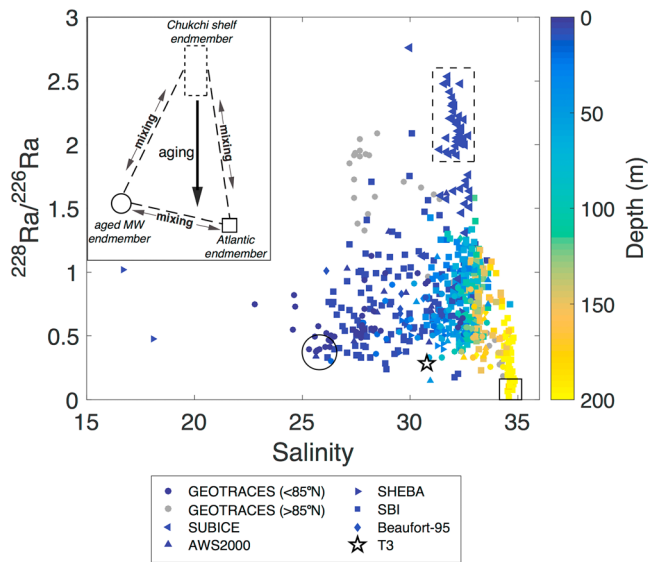 Chukchi shelf
endmember
mixing
aging
mixing
mixing
aged MW
endmember
Atlantic
endmember
3
2.5
2
1.5
1
0.5
0
²²⁸Ra/²²⁶Ra
15
20
25
30
35
Salinity
0
50
100
150
200
Depth (m)
GEOTRACES (<85°N)
GEOTRACES (>85°N)
SUBICE
AWS2000
SHEBA
SBI
Beaufort-95
T3